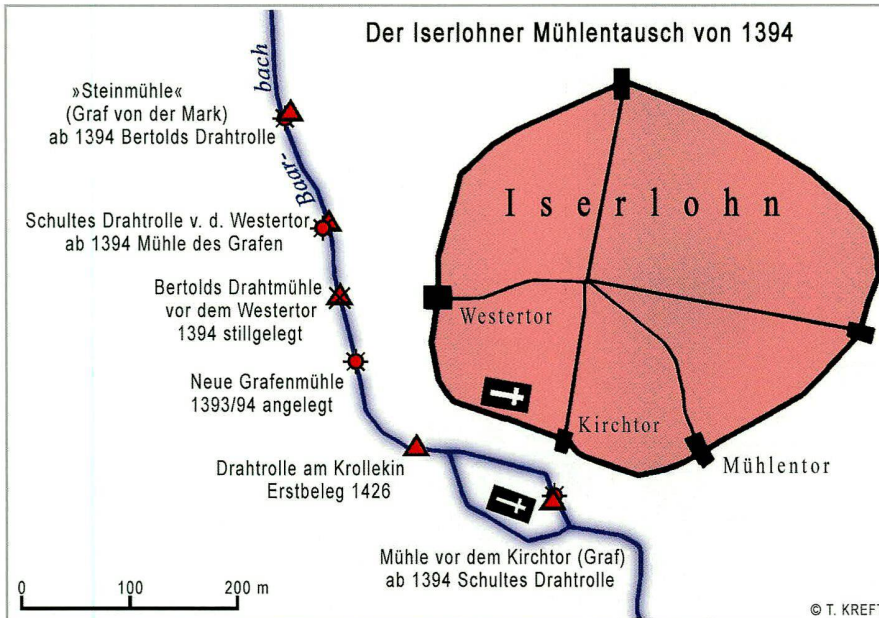 Der Iserlohner Mühlentausch von 1394
»Steinmühle«
(Graf von der Mark)
ab 1394 Bertolds Drahtrolle
Baar-
bach
Schultes Drahtrolle v. d. Westertor
ab 1394 Mühle des Grafen
Bertolds Drahtmühle
vor dem Westertor
1394 stillgelegt
Neue Grafenmühle
1393/94 angelegt
Drahtrolle am Krollekin
Erstbeleg 1426
Mühle vor dem Kirchtor (Graf)
ab 1394 Schultes Drahtrolle
Iserlohn
Westertor
Kirchtor
Mühlentor
0 100 200 m
© T. KREFT